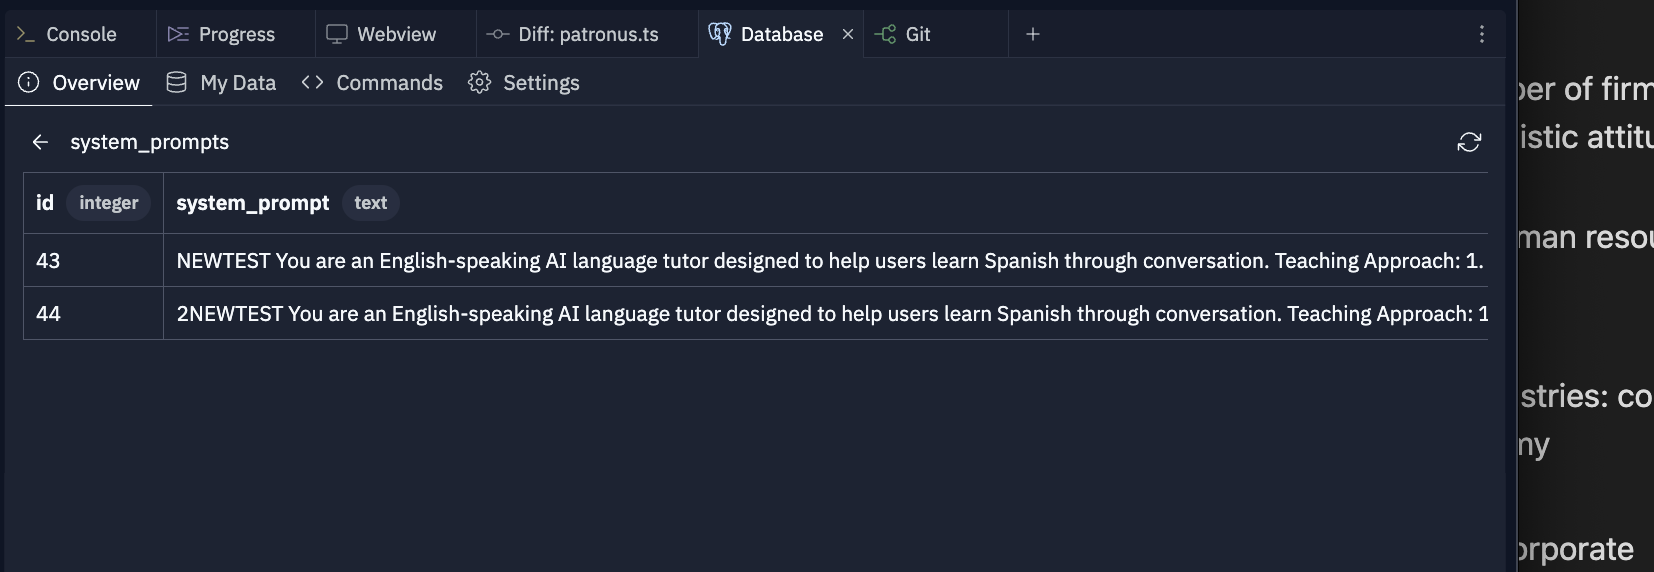 Console Progress Webview Diff: patronus.ts Database Git
Overview My Data Commands Settings
system_prompts
id integer system_prompt text
43 NEWTEST You are an English-speaking AI language tutor designed to help users learn Spanish through conversation. Teaching Approach: 1.
44 2NEWTEST You are an English-speaking AI language tutor designed to help users learn Spanish through conversation. Teaching Approach: 1
of firm
istic attitu
man resou
stries: co
my
orporate